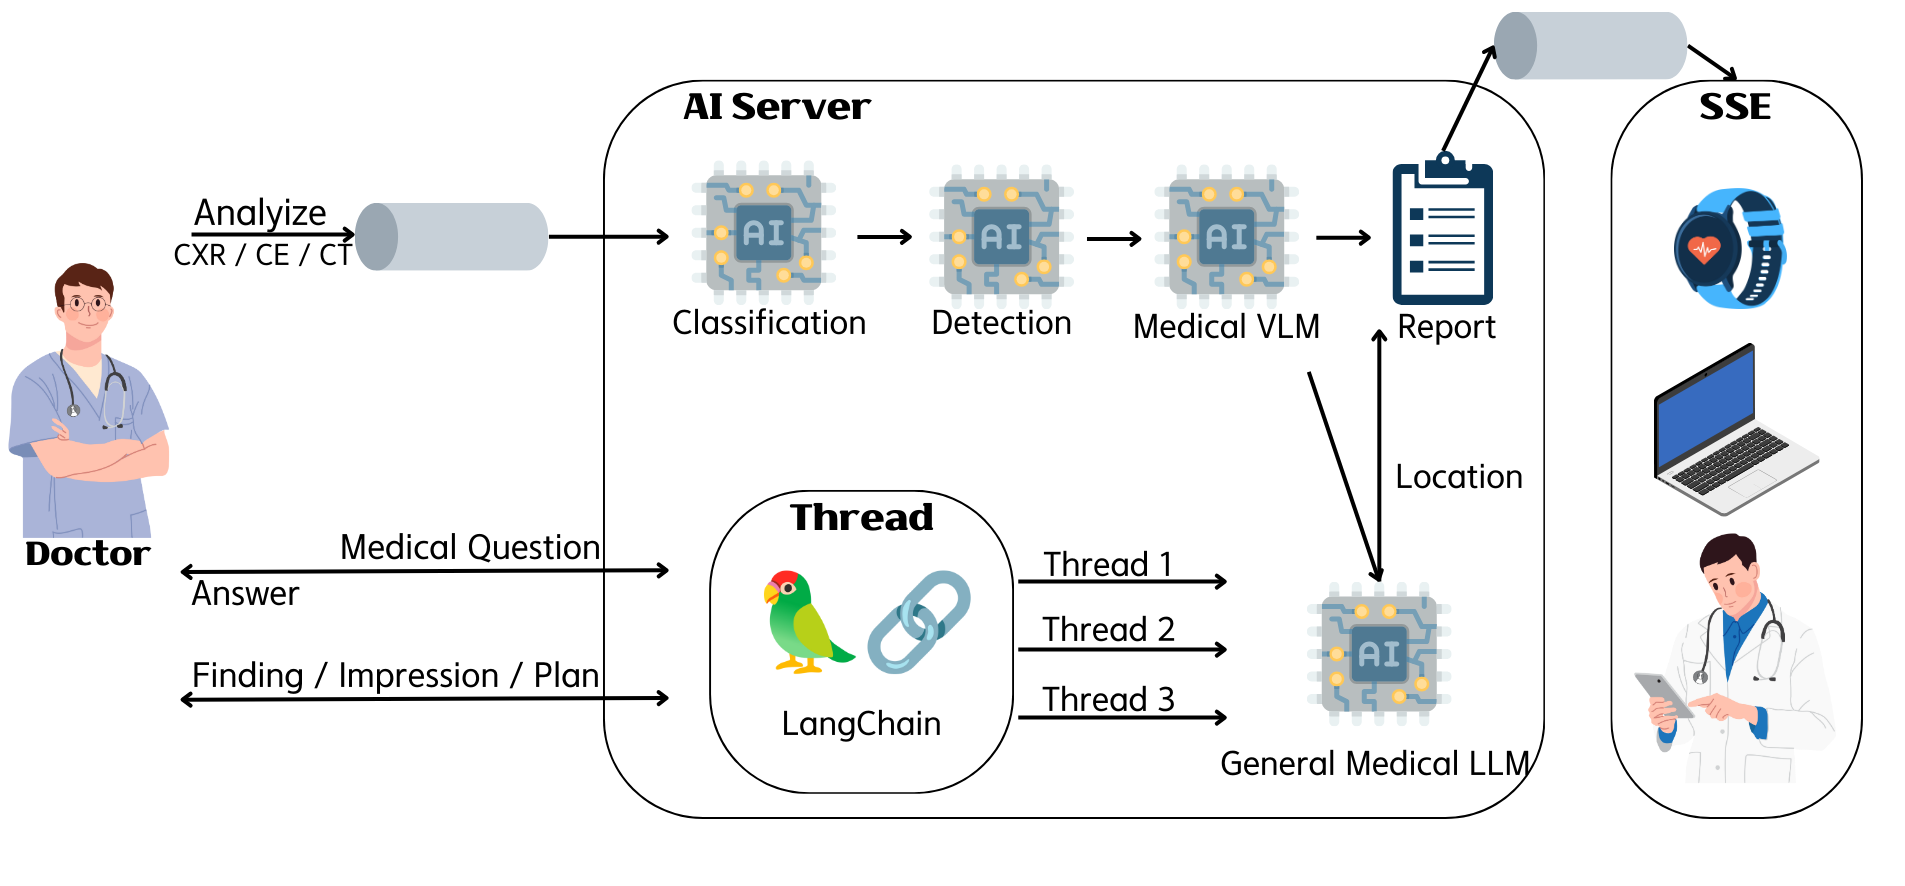 AI Server
SSE
Analyize
CXR / CE / CT
AI
AI
AI
Classification
Detection
Medical VLM
Report
Location
Doctor
Medical Question
Answer
Finding / Impression / Plan
Thread
LangChain
Thread 1
Thread 2
Thread 3
AI
General Medical LLM